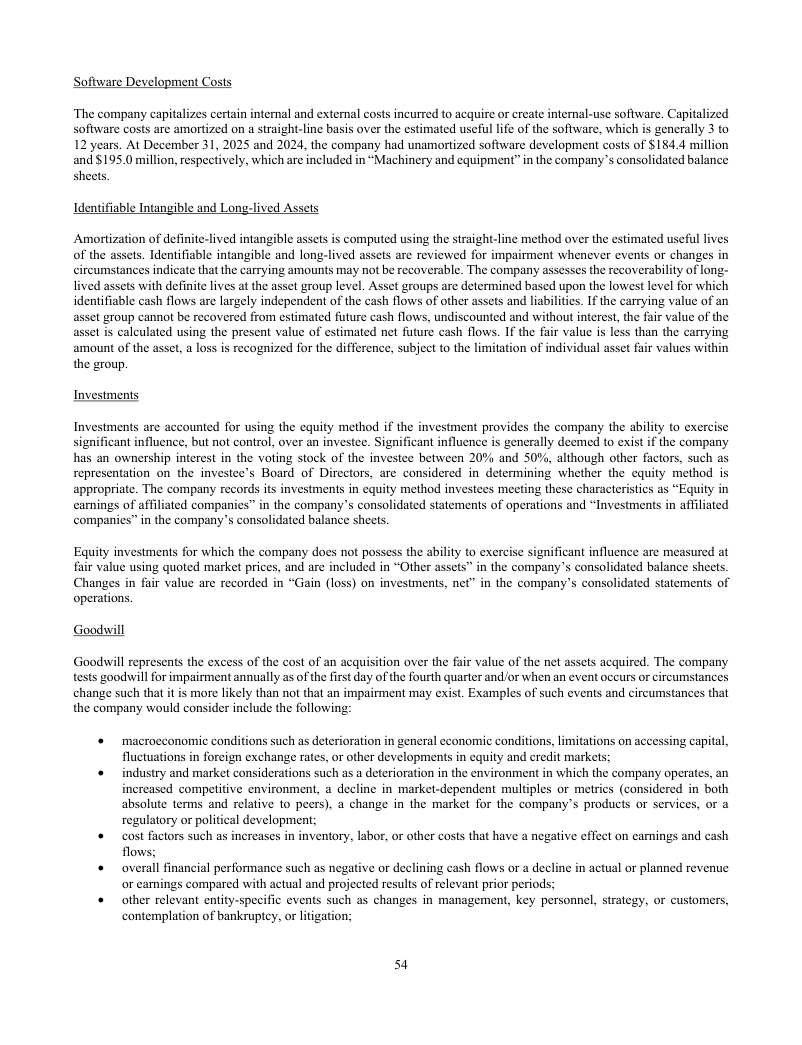 Software Development Costs
The company capitalizes certain internal and external costs incurred to acquire or create internal-use software. Capitalized
software costs are amortized on a straight-line basis over the estimated useful life of the software, which is generally 3 to
12 years. At December 31, 2025 and 2024, the company had unamortized software development costs of $184.4 million
and $195.0 million, respectively, which are included in “Machinery and equipment” in the company’s consolidated balance
sheets.
Identifiable Intangible and Long-lived Assets
Amortization of definite-lived intangible assets is computed using the straight-line method over the estimated useful lives
of the assets. Identifiable intangible and long-lived assets are reviewed for impairment whenever events or changes in
circumstances indicate that the carrying amounts may not be recoverable. The company assesses the recoverability of long-
lived assets with definite lives at the asset group level. Asset groups are determined based upon the lowest level for which
identifiable cash flows are largely independent of the cash flows of other assets and liabilities. If the carrying value of an
asset group cannot be recovered from estimated future cash flows, undiscounted and without interest, the fair value of the
asset is calculated using the present value of estimated net future cash flows. If the fair value is less than the carrying
amount of the asset, a loss is recognized for the difference, subject to the limitation of individual asset fair values within
the group.
Investments
Investments are accounted for using the equity method if the investment provides the company the ability to exercise
significant influence, but not control, over an investee. Significant influence is generally deemed to exist if the company
has an ownership interest in the voting stock of the investee between 20% and 50%, although other factors, such as
representation on the investee’s Board of Directors, are considered in determining whether the equity method is
appropriate. The company records its investments in equity method investees meeting these characteristics as “Equity in
earnings of affiliated companies” in the company’s consolidated statements of operations and “Investments in affiliated
companies” in the company’s consolidated balance sheets.
Equity investments for which the company does not possess the ability to exercise significant influence are measured at
fair value using quoted market prices, and are included in “Other assets” in the company’s consolidated balance sheets.
Changes in fair value are recorded in “Gain (loss) on investments, net” in the company’s consolidated statements of
operations.
Goodwill
Goodwill represents the excess of the cost of an acquisition over the fair value of the net assets acquired. The company
tests goodwill for impairment annually as of the first day of the fourth quarter and/or when an event occurs or circumstances
change such that it is more likely than not that an impairment may exist. Examples of such events and circumstances that
the company would consider include the following:
• macroeconomic conditions such as deterioration in general economic conditions, limitations on accessing capital,
fluctuations in foreign exchange rates, or other developments in equity and credit markets;
• industry and market considerations such as a deterioration in the environment in which the company operates, an
increased competitive environment, a decline in market-dependent multiples or metrics (considered in both
absolute terms and relative to peers), a change in the market for the company’s products or services, or a
regulatory or political development;
• cost factors such as increases in inventory, labor, or other costs that have a negative effect on earnings and cash
flows;
• overall financial performance such as negative or declining cash flows or a decline in actual or planned revenue
or earnings compared with actual and projected results of relevant prior periods;
• other relevant entity-specific events such as changes in management, key personnel, strategy, or customers,
contemplation of bankruptcy, or litigation;
54